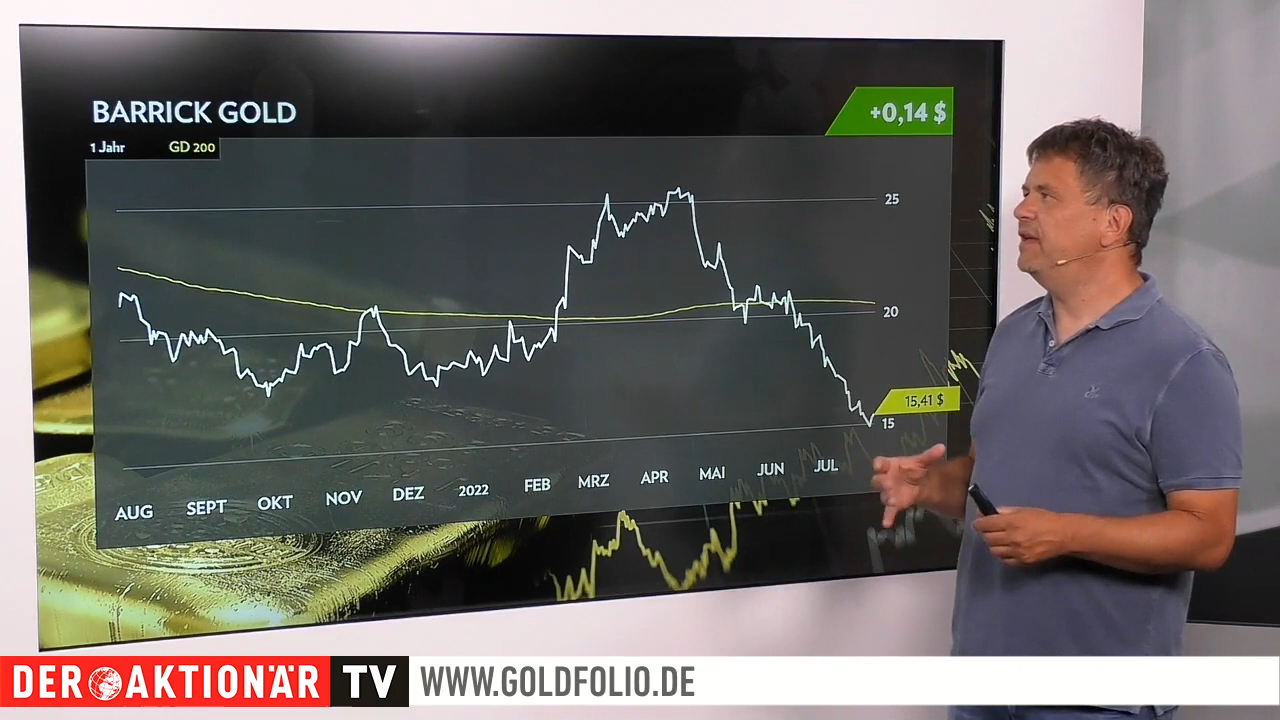 BARRICK GOLD
+0,14 $
1 Jahr GD 200
25
20
15,41 $
15
AUG SEPT OKT NOV DEZ 2022 FEB MRZ APR MAI JUN JUL
DER AKTIONÄR TV WWW.GOLDFOLIO.DE